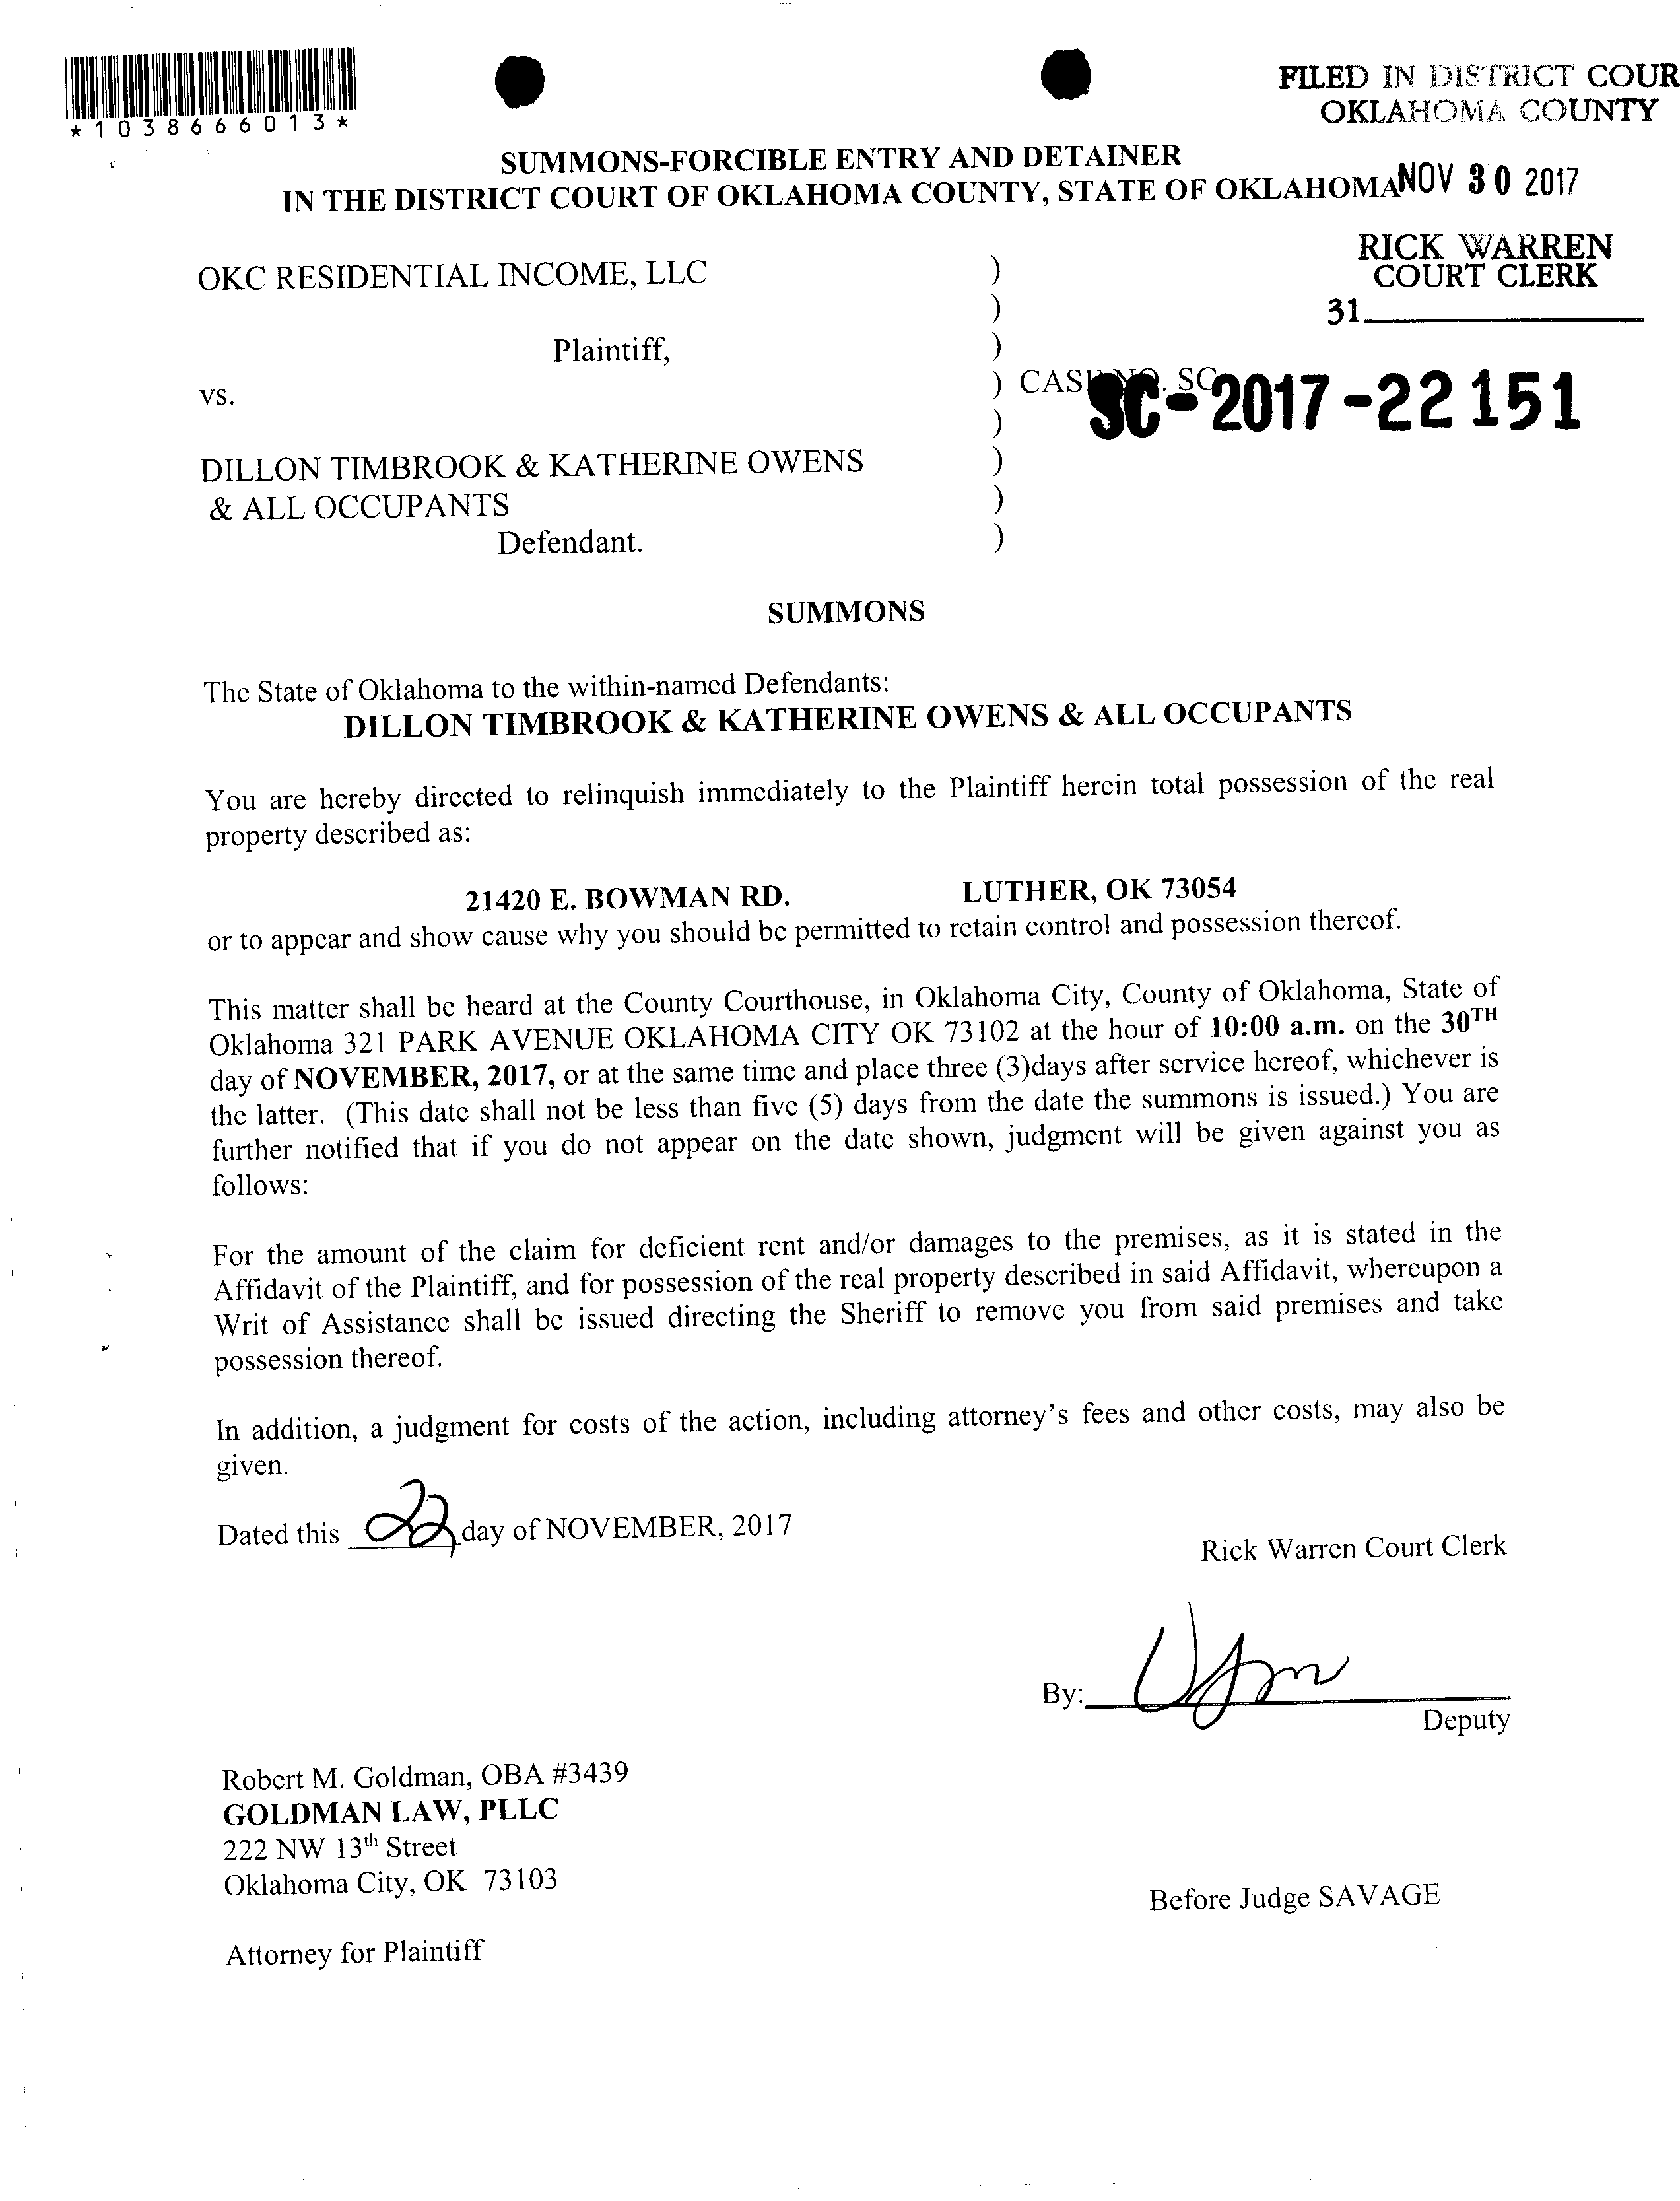 *1038666013*
FILED IN DISTRICT COUR
OKLAHOMA COUNTY
SUMMONS-FORCIBLE ENTRY AND DETAINER
IN THE DISTRICT COURT OF OKLAHOMA COUNTY, STATE OF OKLAHOMA
NOV 30 2017
RICK WARREN
COURT CLERK
31
OKC RESIDENTIAL INCOME, LLC )
)
Plaintiff, )
vs. ) CASE NO. SC
SC-2017-22151
)
DILLON TIMBROOK & KATHERINE OWENS )
& ALL OCCUPANTS )
Defendant. )
SUMMONS
The State of Oklahoma to the within-named Defendants:
DILLON TIMBROOK & KATHERINE OWENS & ALL OCCUPANTS
You are hereby directed to relinquish immediately to the Plaintiff herein total possession of the real
property described as:
21420 E. BOWMAN RD. LUTHER, OK 73054
or to appear and show cause why you should be permitted to retain control and possession thereof.
This matter shall be heard at the County Courthouse, in Oklahoma City, County of Oklahoma, State of
Oklahoma 321 PARK AVENUE OKLAHOMA CITY OK 73102 at the hour of 10:00 a.m. on the 30TH
day of NOVEMBER, 2017, or at the same time and place three (3)days after service hereof, whichever is
the latter. (This date shall not be less than five (5) days from the date the summons is issued.) You are
further notified that if you do not appear on the date shown, judgment will be given against you as
follows:
For the amount of the claim for deficient rent and/or damages to the premises, as it is stated in the
Affidavit of the Plaintiff, and for possession of the real property described in said Affidavit, whereupon a
Writ of Assistance shall be issued directing the Sheriff to remove you from said premises and take
possession thereof.
In addition, a judgment for costs of the action, including attorney's fees and other costs, may also be
given.
Dated this 22 day of NOVEMBER, 2017
Rick Warren Court Clerk
By:
Deputy
Robert M. Goldman, OBA #3439
GOLDMAN LAW, PLLC
222 NW 13th Street
Oklahoma City, OK 73103
Before Judge SAVAGE
Attorney for Plaintiff